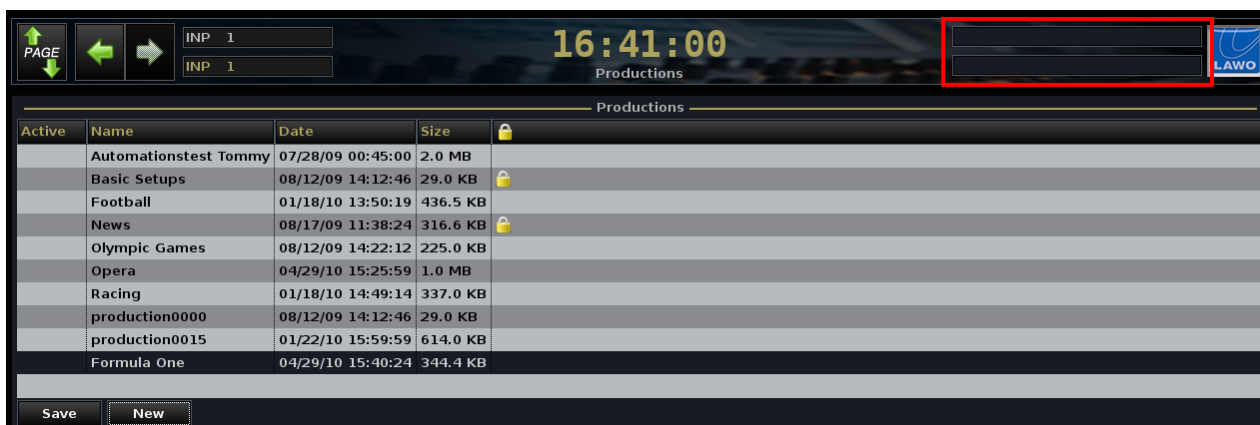 PAGE
INP 1
INP 1
16:41:00
Productions
LAWO
Productions
Active Name Date Size
Automationstest Tommy 07/28/09 00:45:00 2.0 MB
Basic Setups 08/12/09 14:12:46 29.0 KB
Football 01/18/10 13:50:19 436.5 KB
News 08/17/09 11:38:24 316.6 KB
Olympic Games 08/12/09 14:22:12 225.0 KB
Opera 04/29/10 15:25:59 1.0 MB
Racing 01/18/10 14:49:14 337.0 KB
production0000 08/12/09 14:12:46 29.0 KB
production0015 01/22/10 15:59:59 614.0 KB
Formula One 04/29/10 15:40:24 344.4 KB
Save New